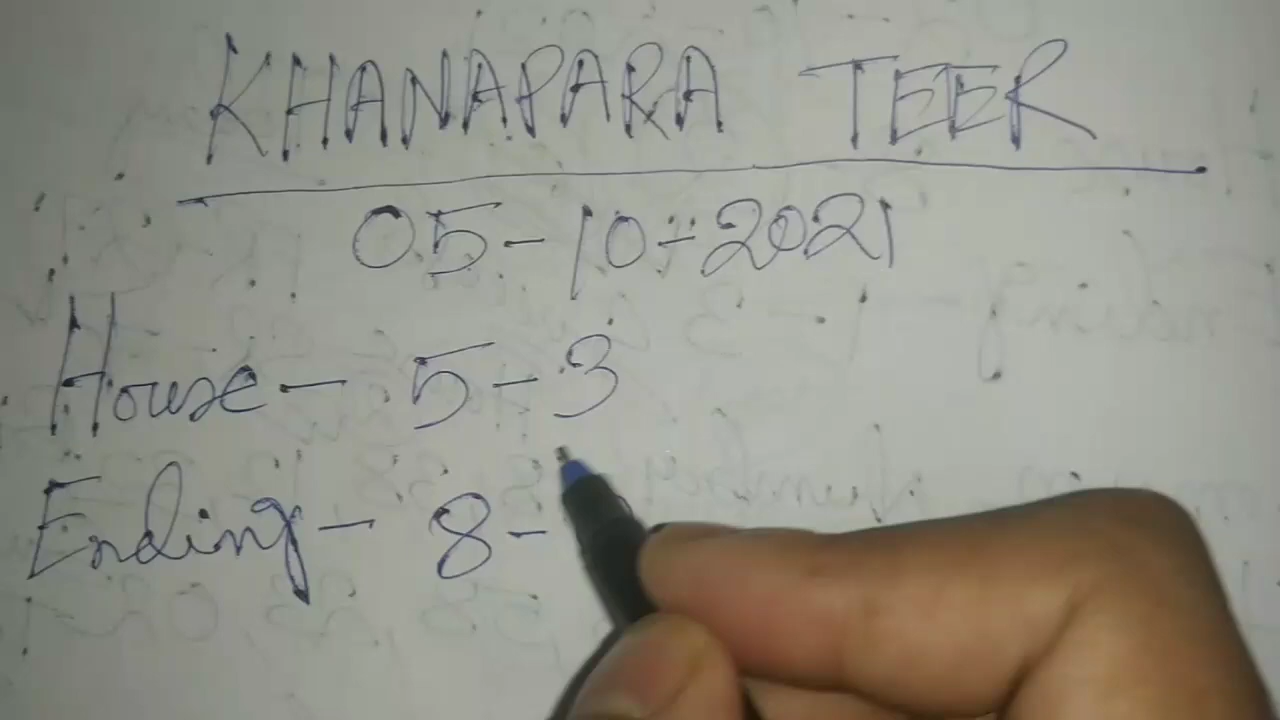 KHANAPARA TEER
05-10-2021
House - 5-3
Ending - 8-